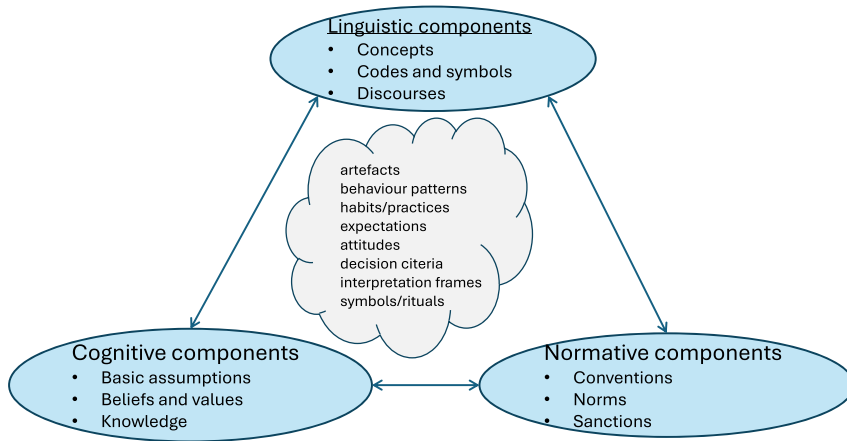 Linguistic components
• Concepts
• Codes and symbols
• Discourses
artefacts
behaviour patterns
habits/practices
expectations
attitudes
decision citeria
interpretation frames
symbols/rituals
Cognitive components
• Basic assumptions
• Beliefs and values
• Knowledge
Normative components
• Conventions
• Norms
• Sanctions